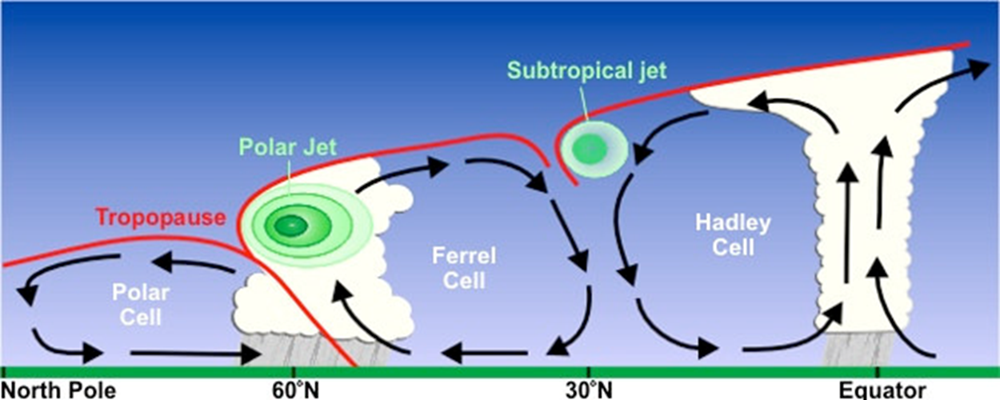 Subtropical jet
Polar Jet
Tropopause
Hadley
Cell
Ferrel
Cell
Polar
Cell
North Pole
60°N
30°N
Equator